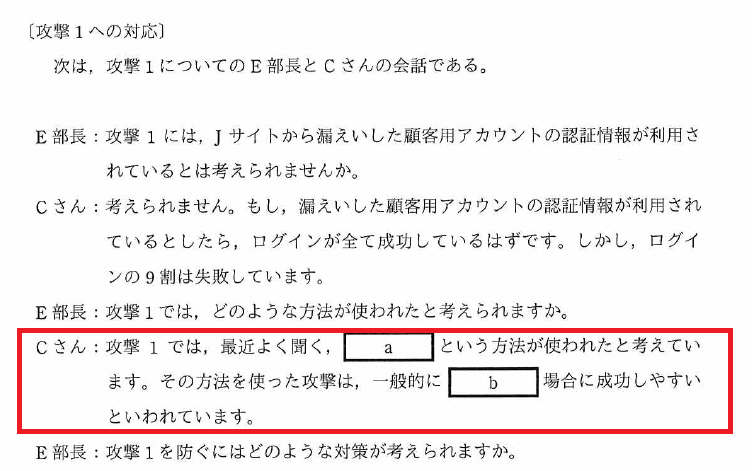 〔攻撃1への対応〕
次は，攻撃1についてのE部長とCさんの会話である。
E部長：攻撃1には，Jサイトから漏えいした顧客用アカウントの認証情報が利用さ
れているとは考えられませんか。
Cさん：考えられません。もし，漏えいした顧客用アカウントの認証情報が利用され
ているとしたら，ログインが全て成功しているはずです。しかし，ログイ
ンの9割は失敗しています。
E部長：攻撃1では，どのような方法が使われたと考えられますか。
Cさん：攻撃1では，最近よく聞く， a という方法が使われたと考えてい
ます。その方法を使った攻撃は，一般的に b 場合に成功しやすい
といわれています。
E部長：攻撃1を防ぐにはどのような対策が考えられますか。